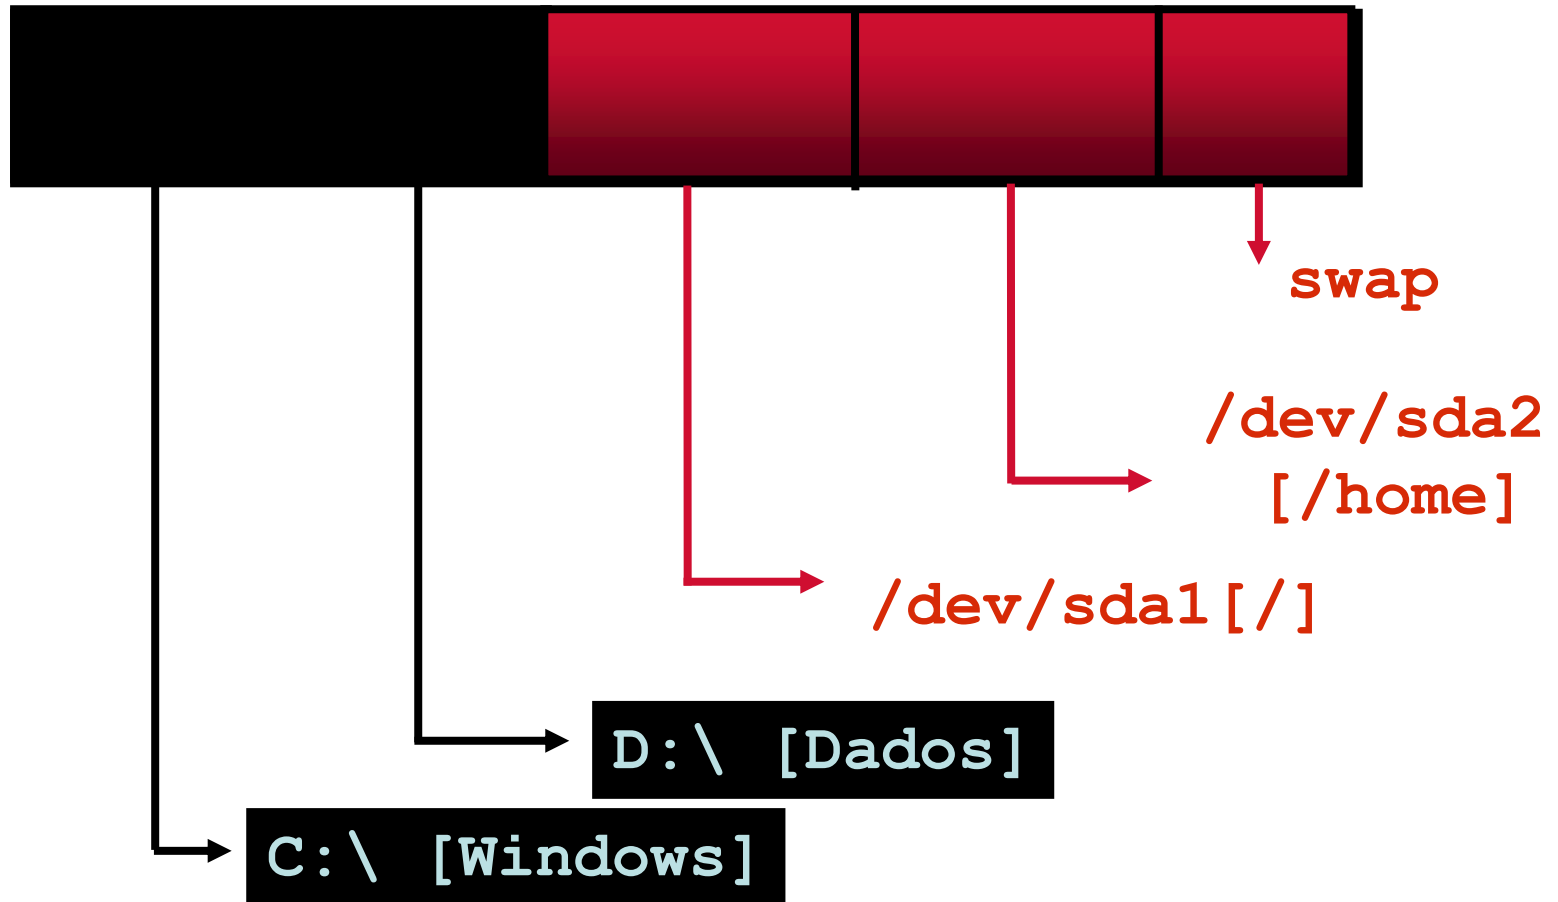 swap
/dev/sda2
[/home]
/dev/sda1[/]
D:\ [Dados]
C:\ [Windows]